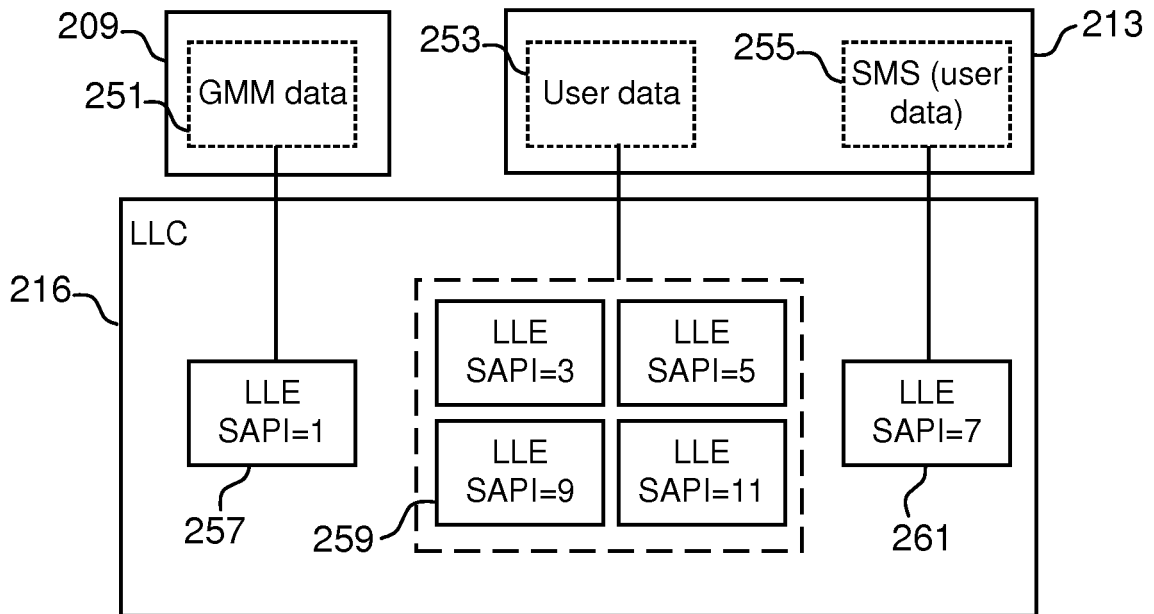 209
253
255
213
251
GMM data
User data
SMS (user
data)
LLC
216
LLE
SAPI=3
LLE
SAPI=5
LLE
SAPI=1
LLE
SAPI=7
LLE
SAPI=9
LLE
SAPI=11
257
259
261